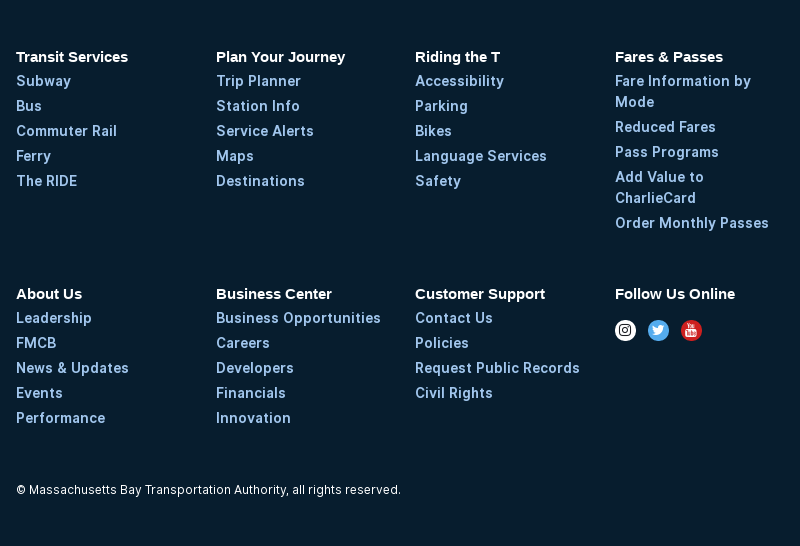 Transit Services
Subway
Bus
Commuter Rail
Ferry
The RIDE
Plan Your Journey
Trip Planner
Station Info
Service Alerts
Maps
Destinations
Riding the T
Accessibility
Parking
Bikes
Language Services
Safety
Fares & Passes
Fare Information by
Mode
Reduced Fares
Pass Programs
Add Value to
CharlieCard
Order Monthly Passes
About Us
Leadership
FMCB
News & Updates
Events
Performance
Business Center
Business Opportunities
Careers
Developers
Financials
Innovation
Customer Support
Contact Us
Policies
Request Public Records
Civil Rights
Follow Us Online
You
Tube
© Massachusetts Bay Transportation Authority, all rights reserved.